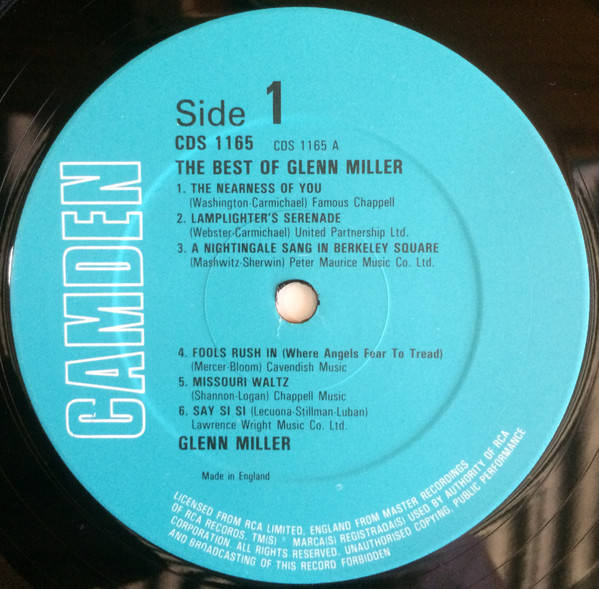 Side 1
CDS 1165 CDS 1165 A
THE BEST OF GLENN MILLER
1. THE NEARNESS OF YOU
(Washington-Carmichael) Famous Chappell
2. LAMPLIGHTER'S SERENADE
(Webster-Carmichael) United Partnership Ltd.
3. A NIGHTINGALE SANG IN BERKELEY SQUARE
(Mashwitz-Sherwin) Peter Maurice Music Co. Ltd.
CAMDEN
4. FOOLS RUSH IN (Where Angels Fear To Tread)
(Mercer-Bloom) Cavendish Music
5. MISSOURI WALTZ
(Shannon-Logan) Chappell Music
6. SAY SI SI (Lecuona-Stillman-Luban)
Lawrence Wright Music Co. Ltd.
GLENN MILLER
Made in England
LICENSED FROM RCA LIMITED, ENGLAND FROM MASTER RECORDINGS
OF RCA RECORDS, TM(S) ® MARCA(S) REGISTRADA(S) USED BY AUTHORITY OF RCA
CORPORATION. ALL RIGHTS RESERVED. UNAUTHORISED COPYING, PUBLIC PERFORMANCE
AND BROADCASTING OF THIS RECORD FORBIDDEN